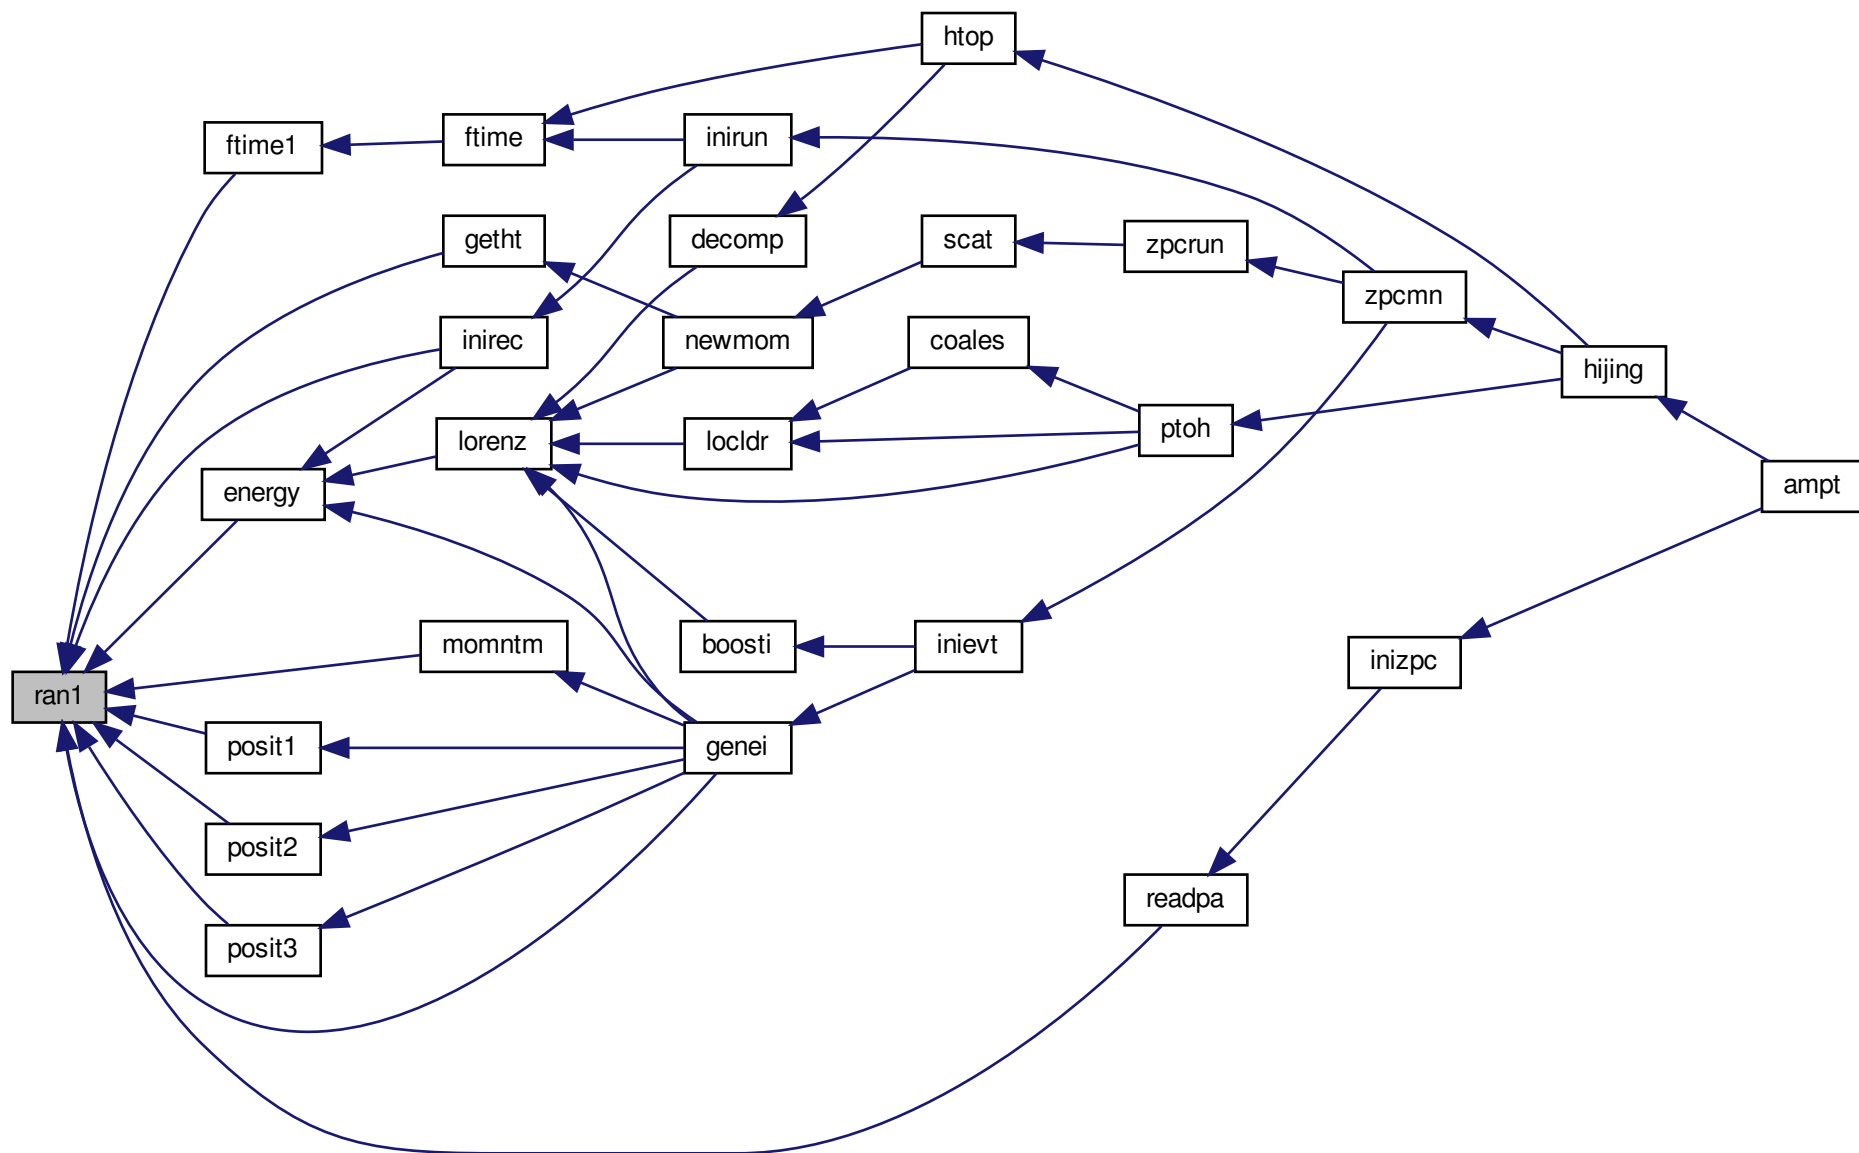 htop
ftime1
ftime
inirun
getht
decomp
scat
zpcrun
zpcmn
inirec
newmom
coales
hijing
lorenz
locldr
ptoh
energy
ampt
momntm
boosti
inievt
inizpc
ran1
posit1
genei
posit2
readpa
posit3